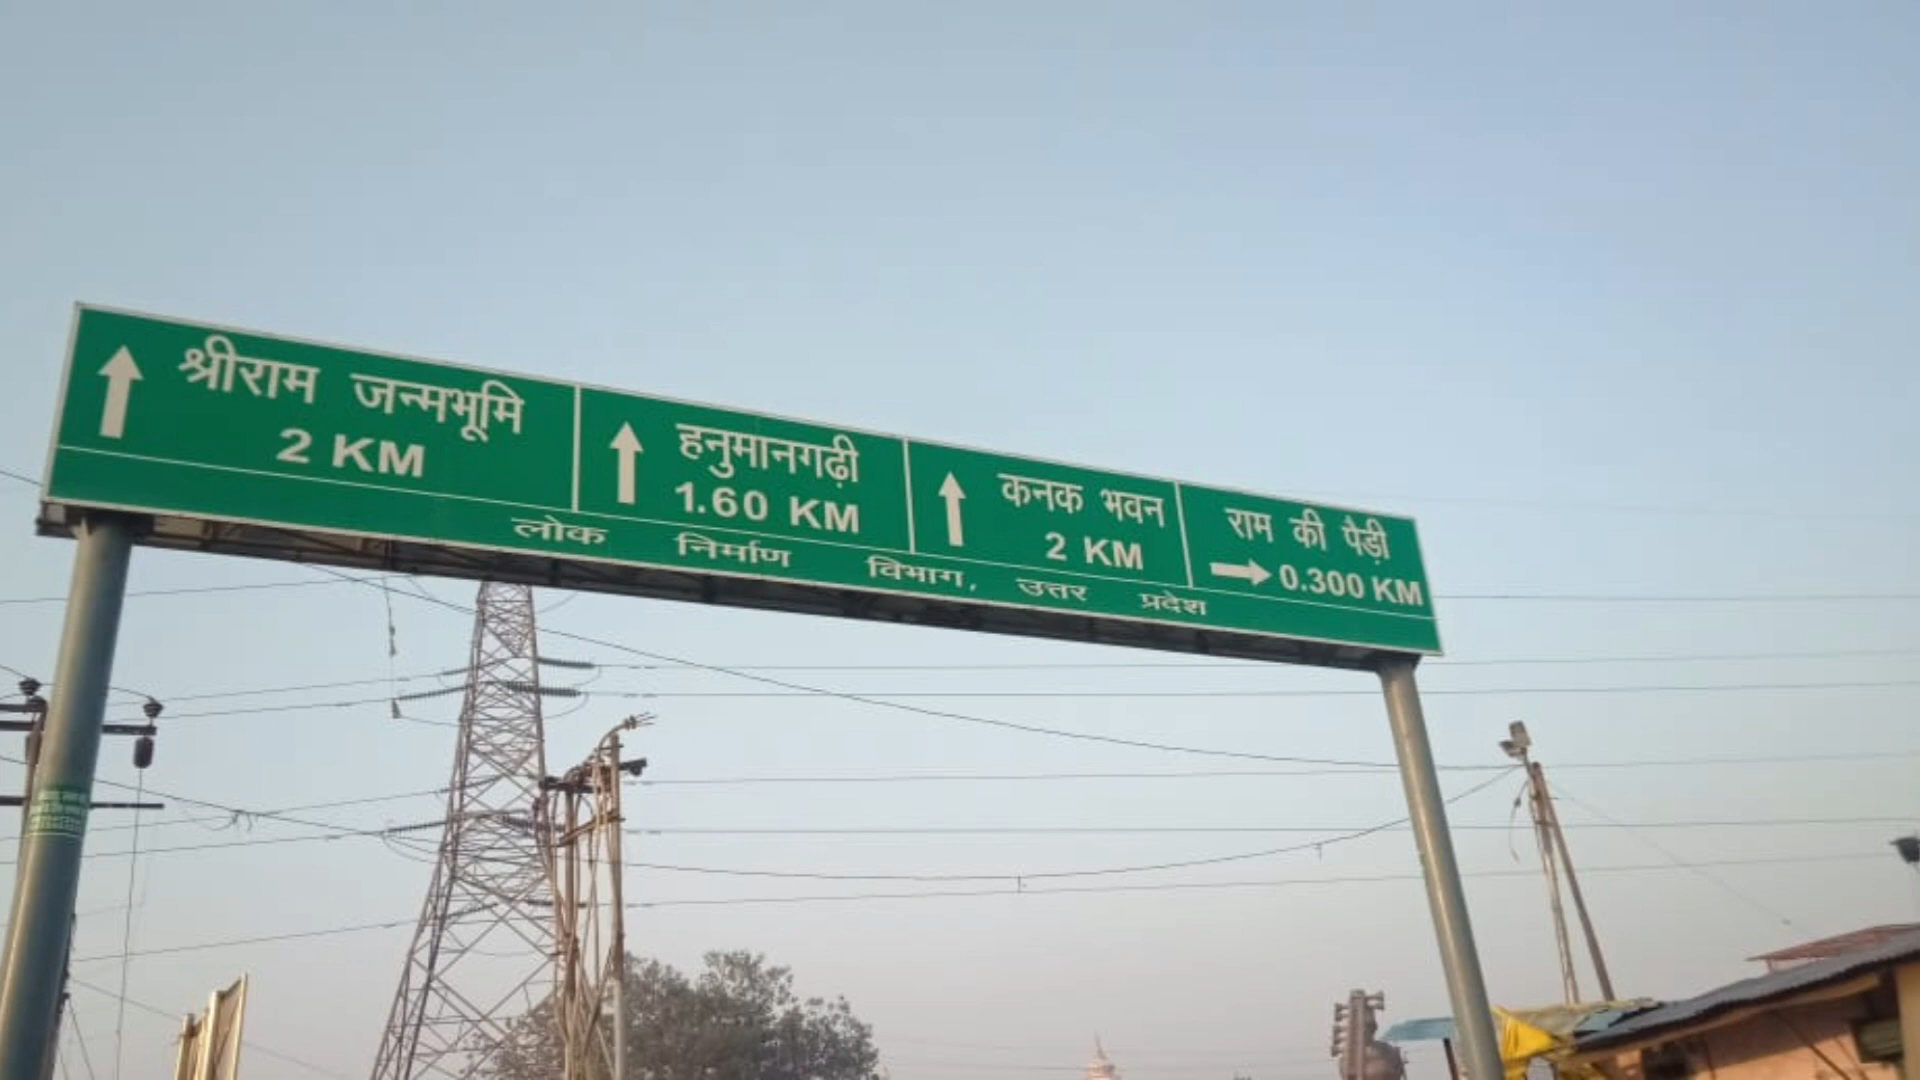 श्रीराम जन्मभूमि
2 KM
हनुमानगढ़ी
1.60 KM
कनक भवन
2 KM
राम की पैड़ी
0.300 KM
लोक निर्माण विभाग, उत्तर प्रदेश